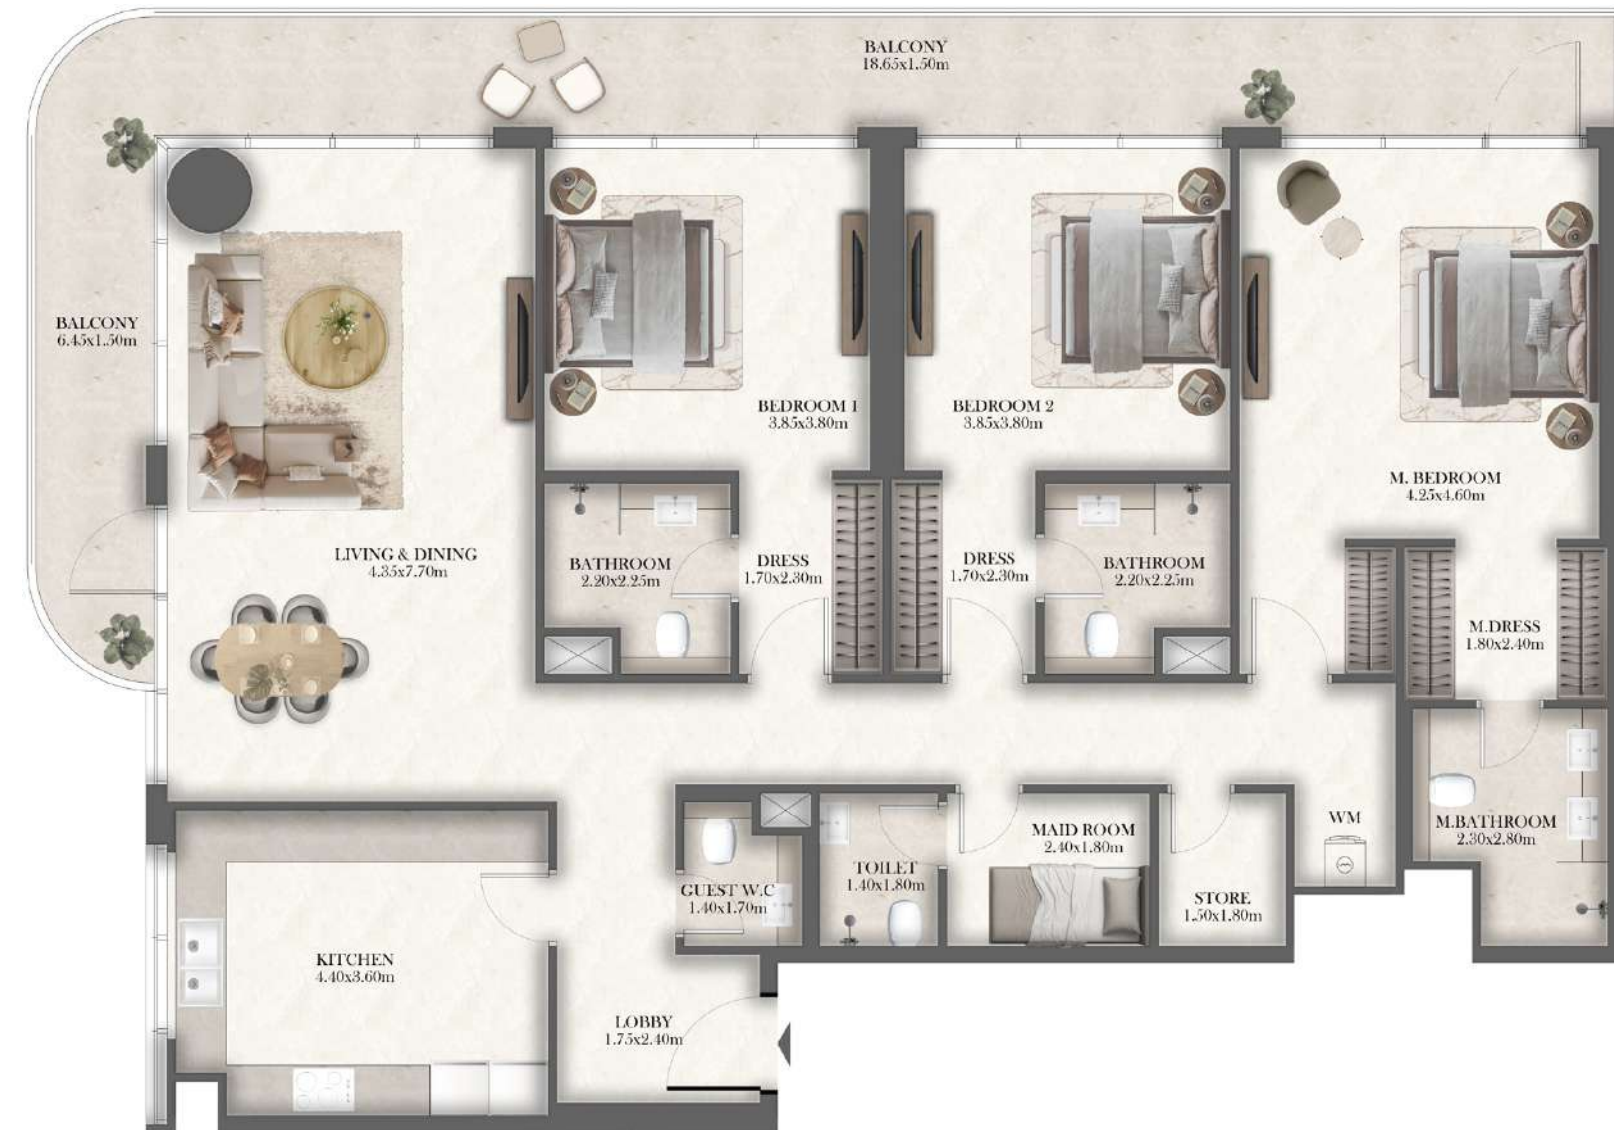 BALCONY
18.65x1.50m
BALCONY
6.45x1.50m
BEDROOM 1
3.85x3.80m
BEDROOM 2
3.85x3.80m
M. BEDROOM
4.25x4.60m
LIVING & DINING
4.35x7.70m
BATHROOM
2.20x2.25m
DRESS
1.70x2.30m
DRESS
1.70x2.30m
BATHROOM
2.20x2.25m
M.DRESS
1.80x2.40m
WM
M.BATHROOM
2.30x2.80m
MAID ROOM
2.40x1.80m
TOILET
1.40x1.80m
GUEST W.C
1.40x1.70m
STORE
1.50x1.80m
KITCHEN
4.40x3.60m
LOBBY
1.75x2.40m